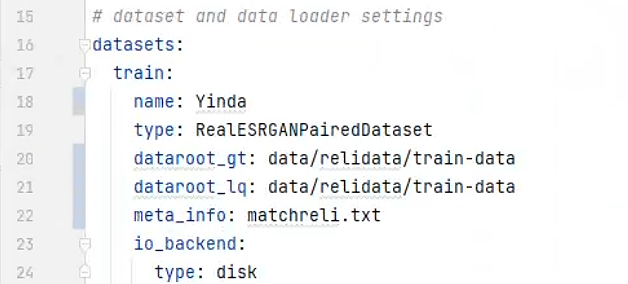 15 # dataset and data loader settings
16 datasets:
17 train:
18 name: Yinda
19 type: RealESRGANPairedDataset
20 dataroot_gt: data/relidata/train-data
21 dataroot_lq: data/relidata/train-data
22 meta_info: matchreli.txt
23 io_backend:
24 type: disk